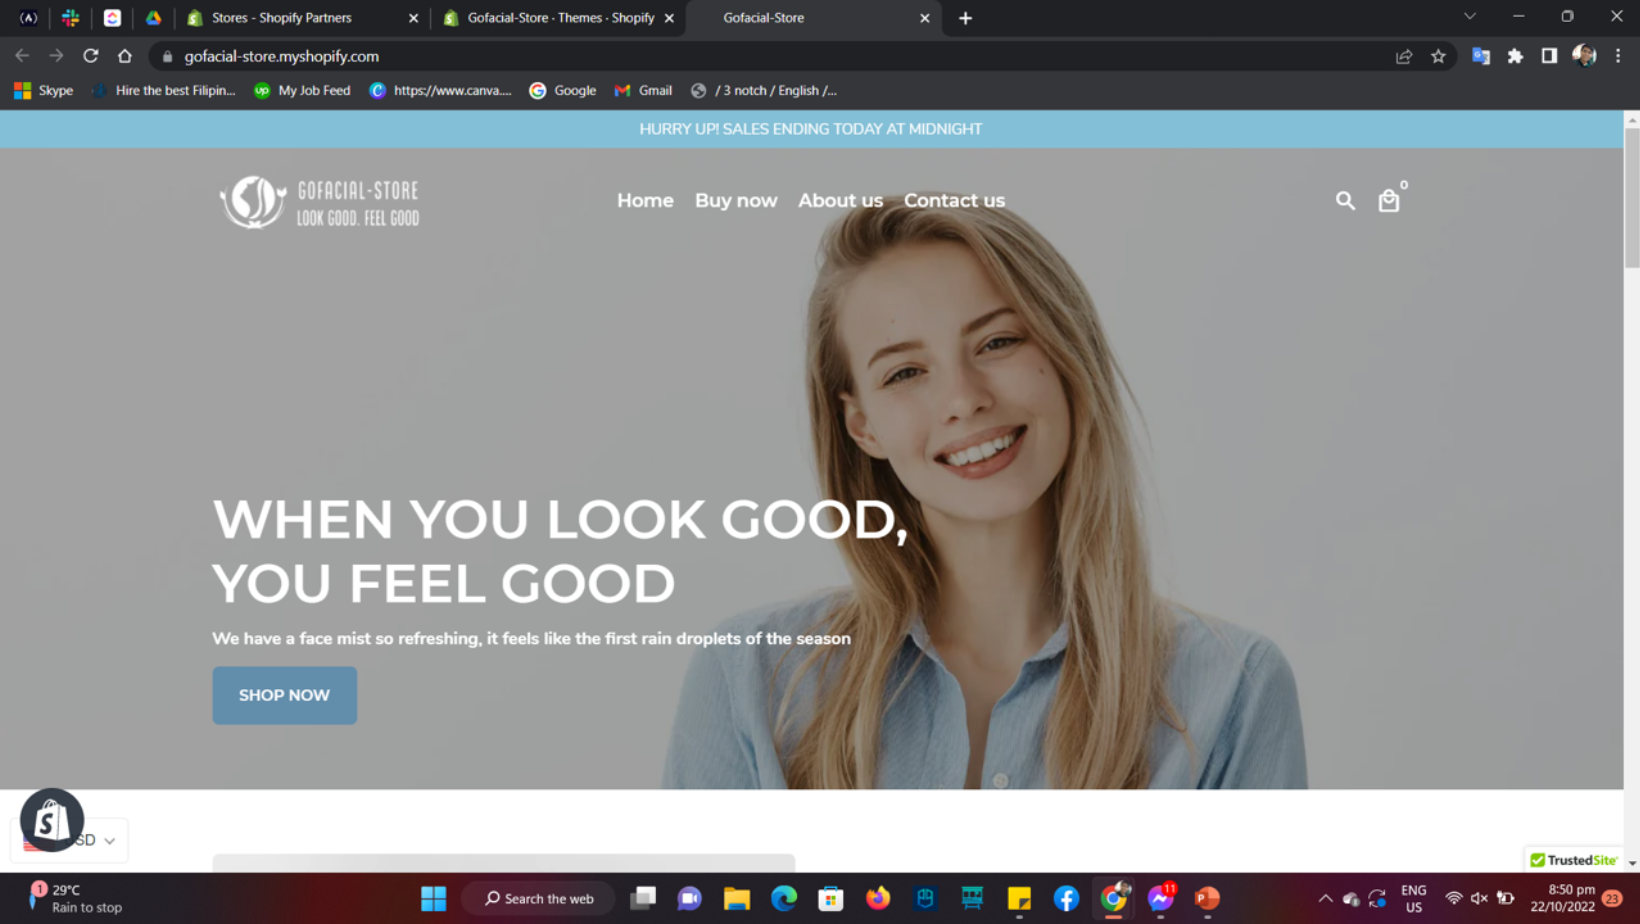 Stores - Shopify Partners
Gofacial-Store · Themes · Shopify
Gofacial-Store
gofacial-store.myshopify.com
Skype
Hire the best Filipin...
My Job Feed
https://www.canva....
Google
Gmail
/ 3 notch / English /...
HURRY UP! SALES ENDING TODAY AT MIDNIGHT
GOFACIAL-STORE
LOOK GOOD. FEEL GOOD
Home
Buy now
About us
Contact us
0
WHEN YOU LOOK GOOD,
YOU FEEL GOOD
We have a face mist so refreshing, it feels like the first rain droplets of the season
SHOP NOW
SD
TrustedSite
1
29°C
Rain to stop
Search the web
11
ENG
US
8:50 pm
22/10/2022
23